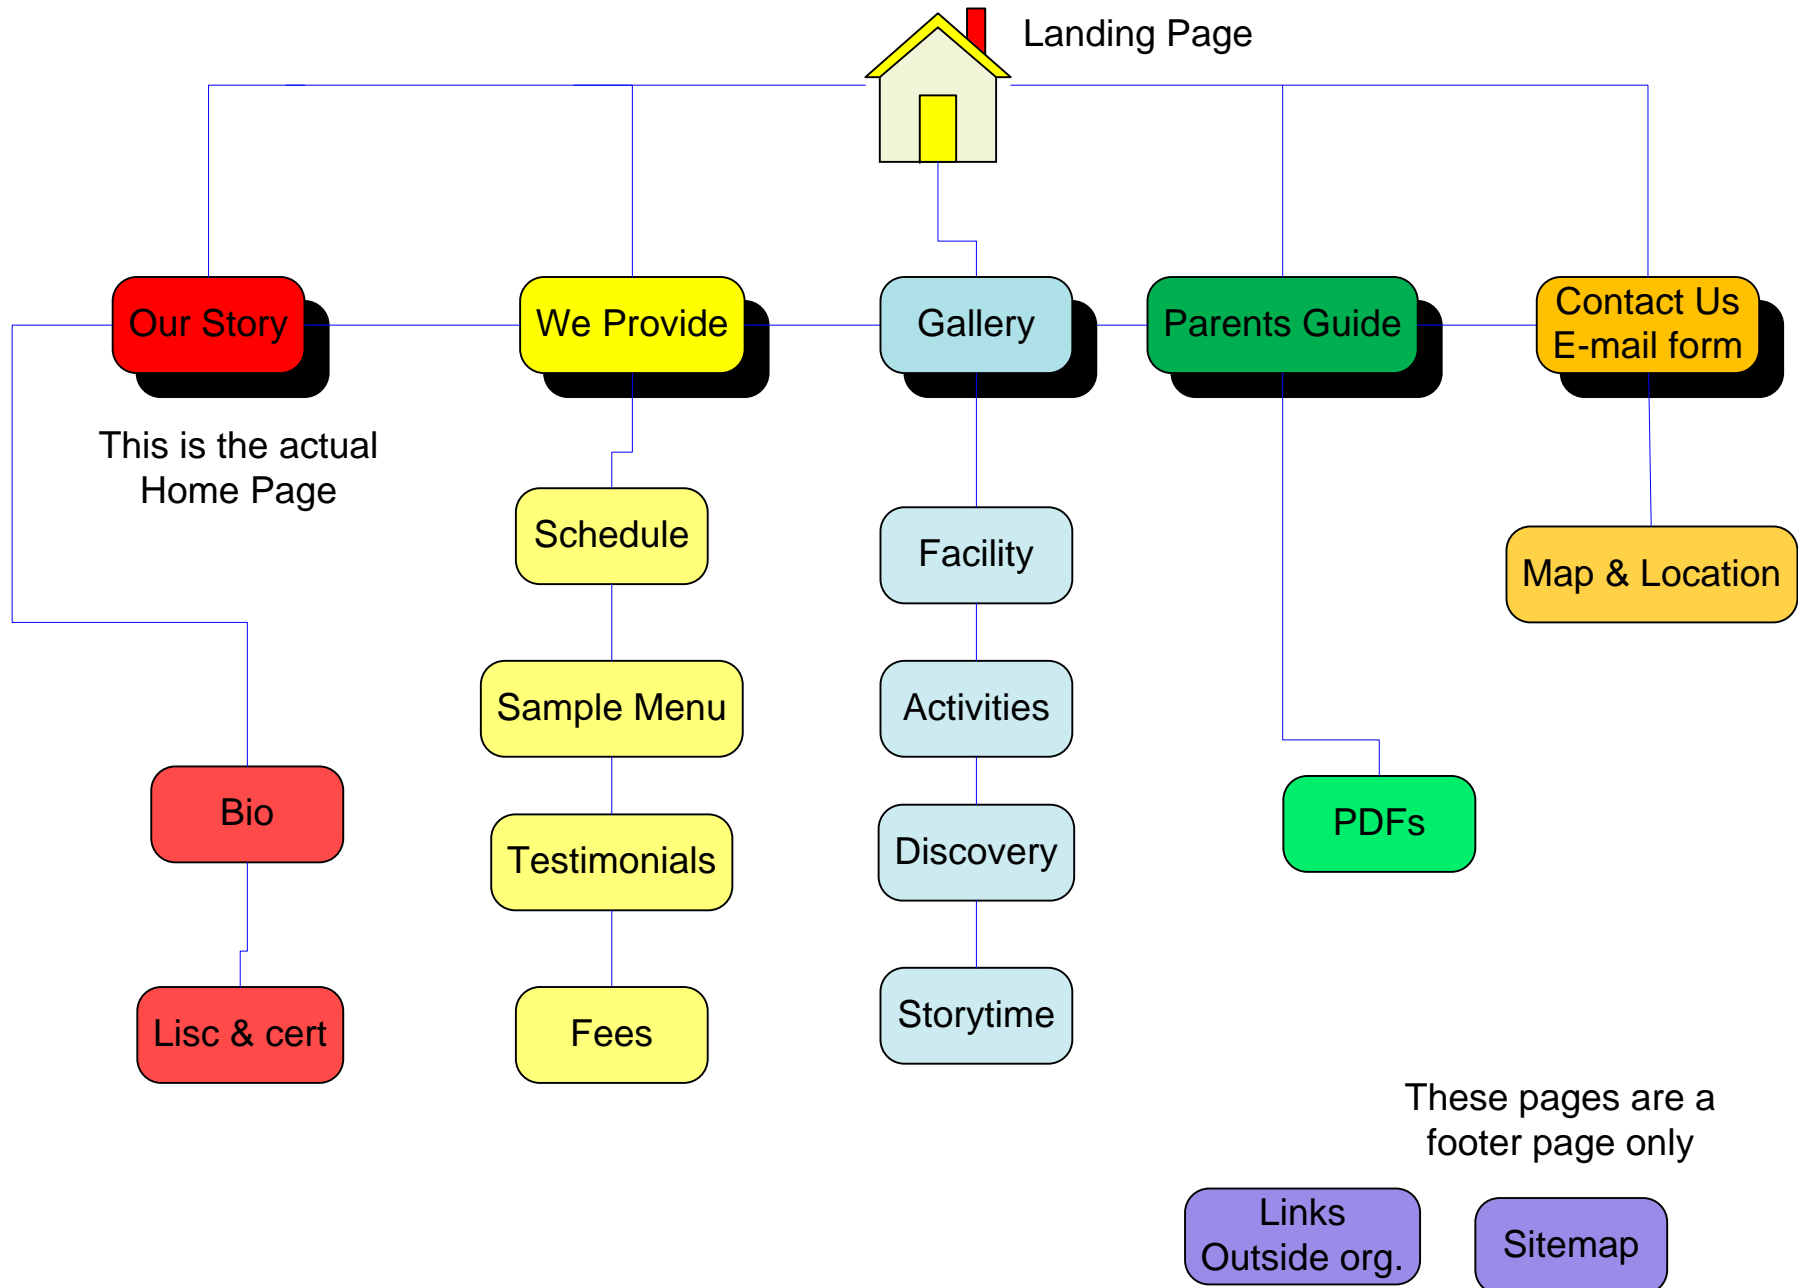 Landing Page
Our Story
We Provide
Gallery
Parents Guide
Contact Us
E-mail form
This is the actual
Home Page
Schedule
Facility
Map & Location
Sample Menu
Activities
Bio
Testimonials
Discovery
PDFs
Lisc & cert
Fees
Storytime
These pages are a
footer page only
Links
Outside org.
Sitemap